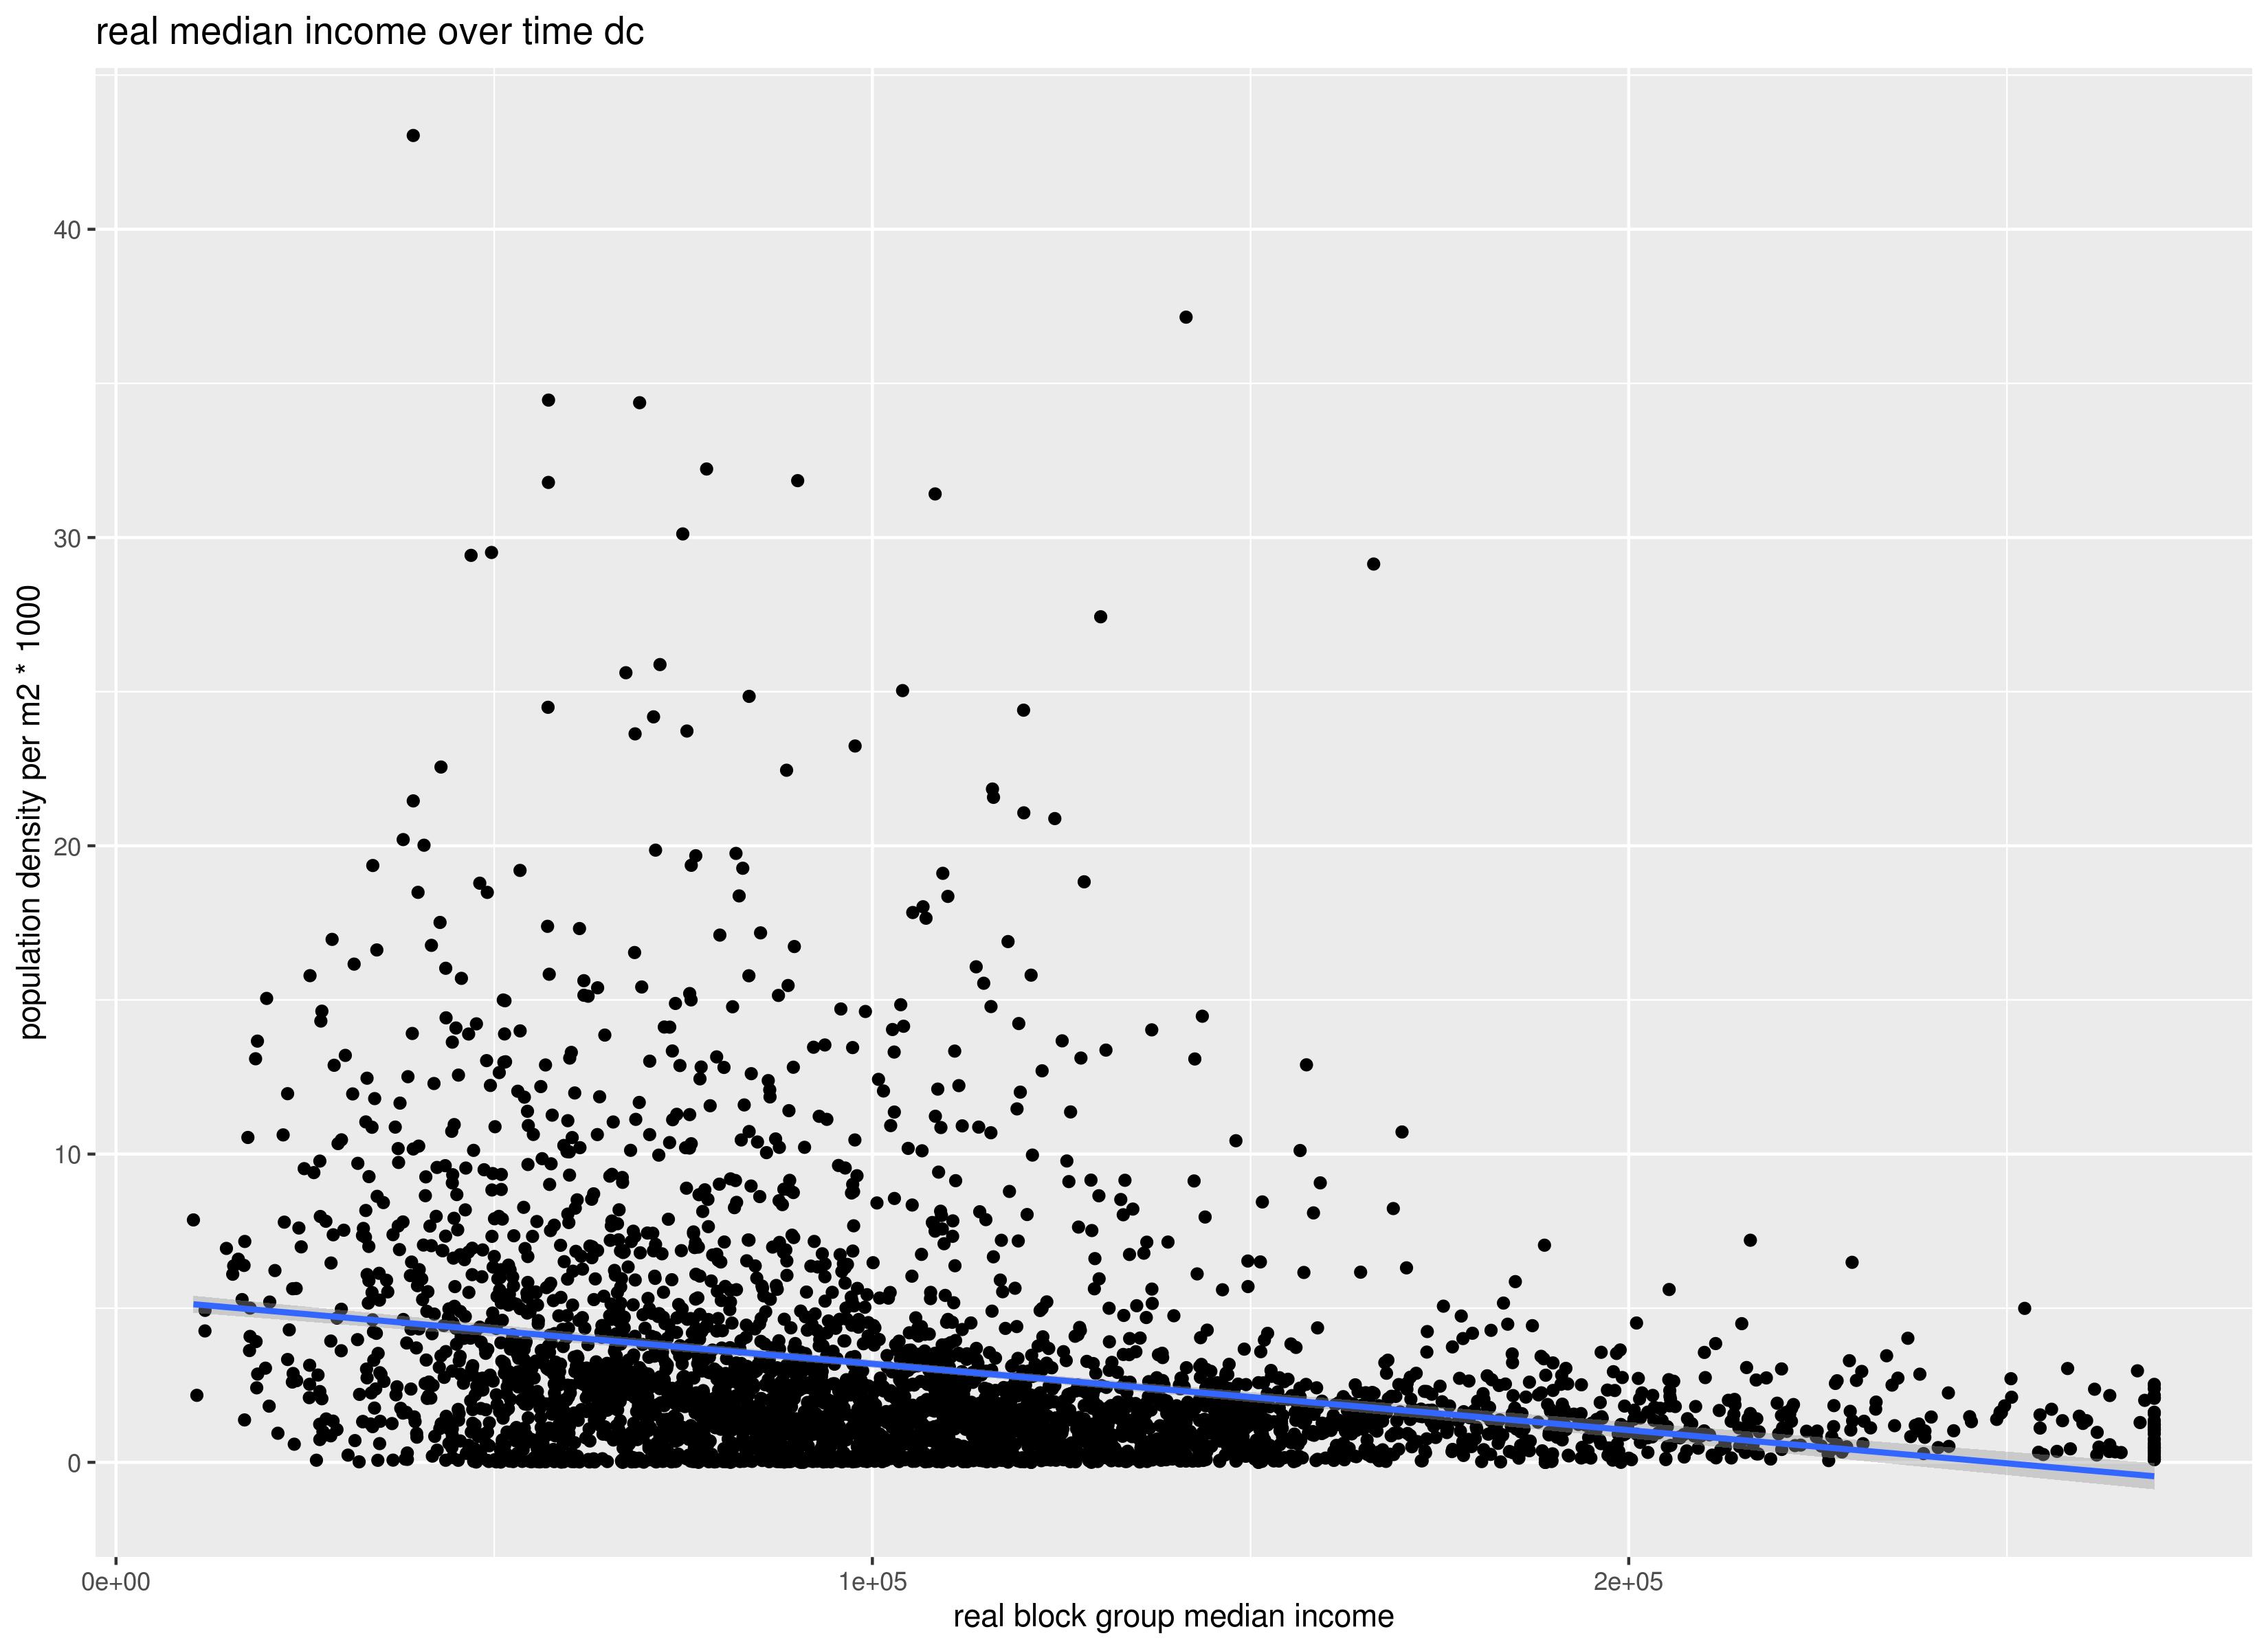 real median income over time dc
population density per m2 * 1000
40
30
20
10
0
0e+00
1e+05
2e+05
real block group median income